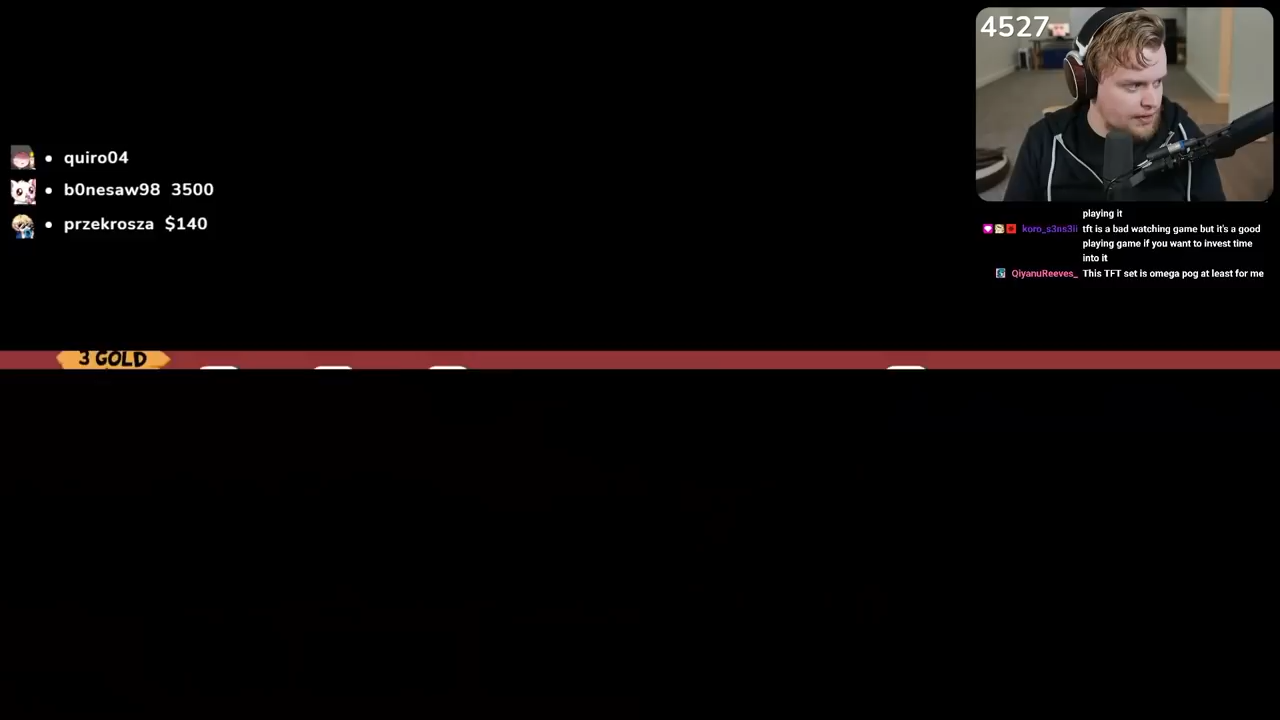 4527
• quiro04
• b0nesaw98 3500
• przekrosza $140
playing it
koro_s3ns3ii tft is a bad watching game but it's a good
playing game if you want to invest time
into it
QiyanuReeves_ This TFT set is omega pog at least for me
3 GOLD